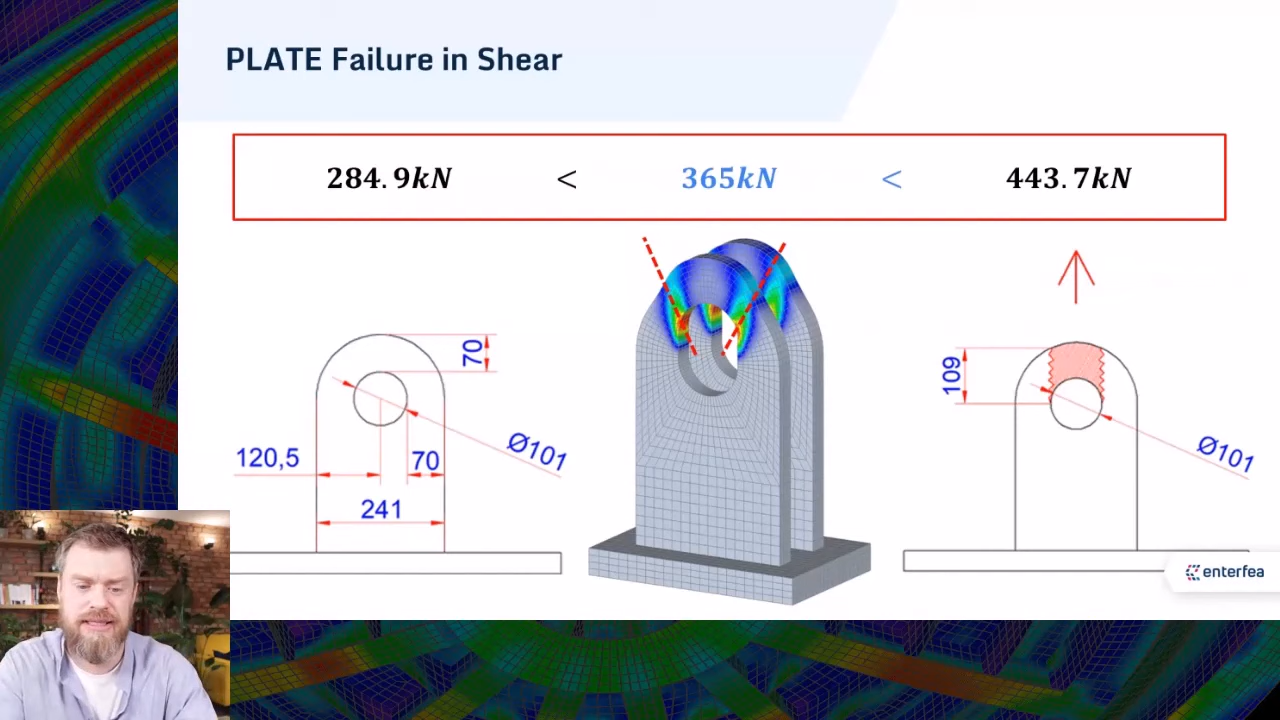 PLATE Failure in Shear
284.9kN < 365kN < 443.7kN
70
120,5
70
Ø101
241
109
Ø101
enterfea